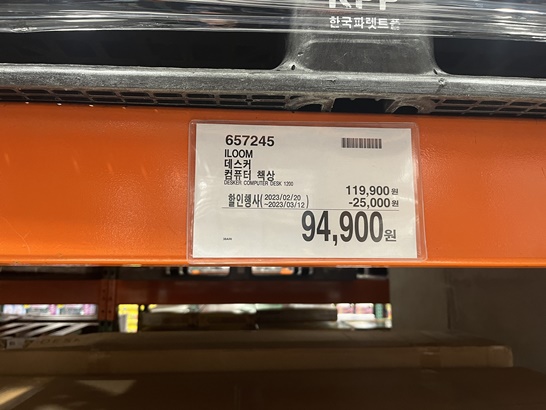 한국파렛트풀
657245
ILOOM
데스커
컴퓨터 책상
DESKER COMPUTER DESK 1200
119,900원
할인행사(2023/02/20~2023/03/12) -25,000원
94,900원